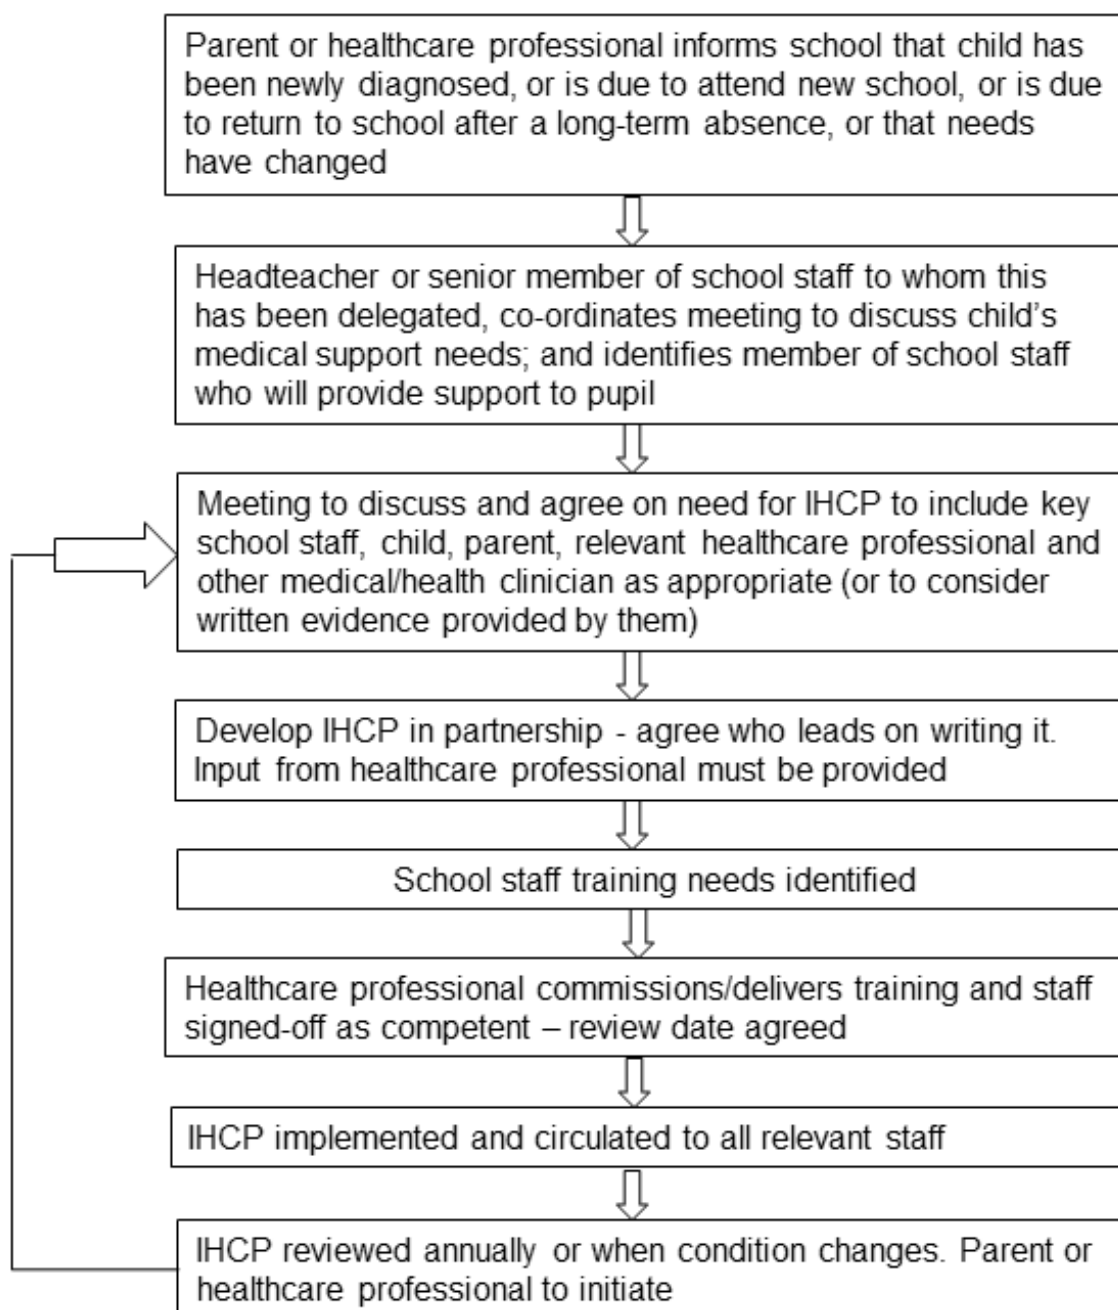 Parent or healthcare professional informs school that child has
been newly diagnosed, or is due to attend new school, or is due
to return to school after a long-term absence, or that needs
have changed
Headteacher or senior member of school staff to whom this
has been delegated, co-ordinates meeting to discuss child's
medical support needs; and identifies member of school staff
who will provide support to pupil
Meeting to discuss and agree on need for IHCP to include key
school staff, child, parent, relevant healthcare professional and
other medical/health clinician as appropriate (or to consider
written evidence provided by them)
Develop IHCP in partnership - agree who leads on writing it.
Input from healthcare professional must be provided
School staff training needs identified
Healthcare professional commissions/delivers training and staff
signed-off as competent – review date agreed
IHCP implemented and circulated to all relevant staff
IHCP reviewed annually or when condition changes. Parent or
healthcare professional to initiate